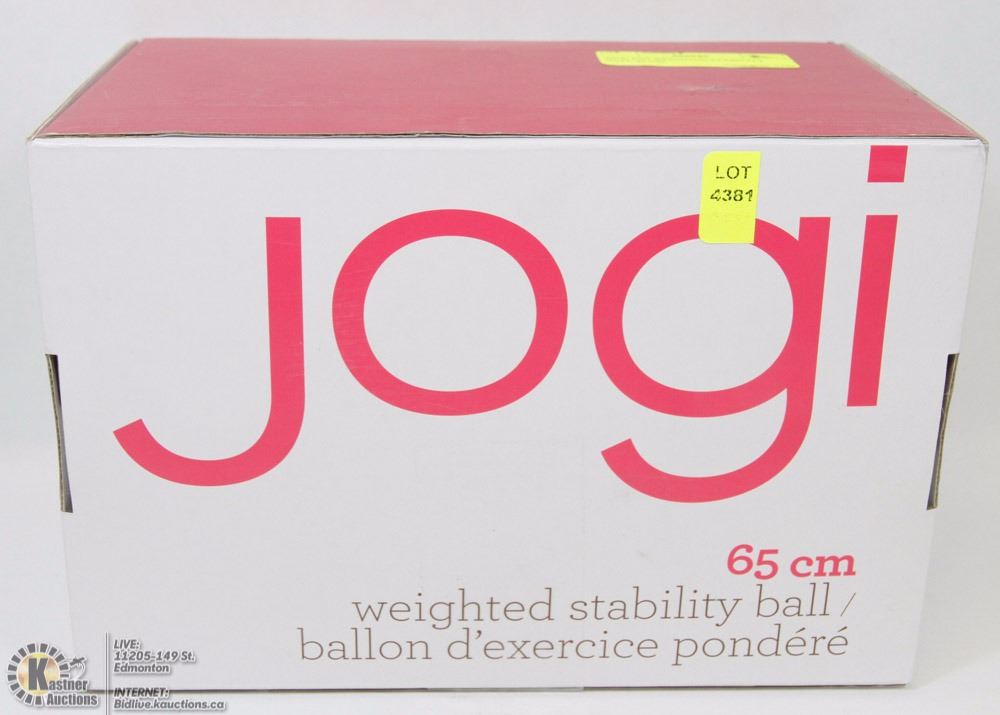 LOT
4381
jogi
65 cm
weighted stability ball /
ballon d'exercice pondéré
Kastner
Auctions
LIVE:
11205-149 St.
Edmonton
INTERNET:
Bidlive.kauctions.ca